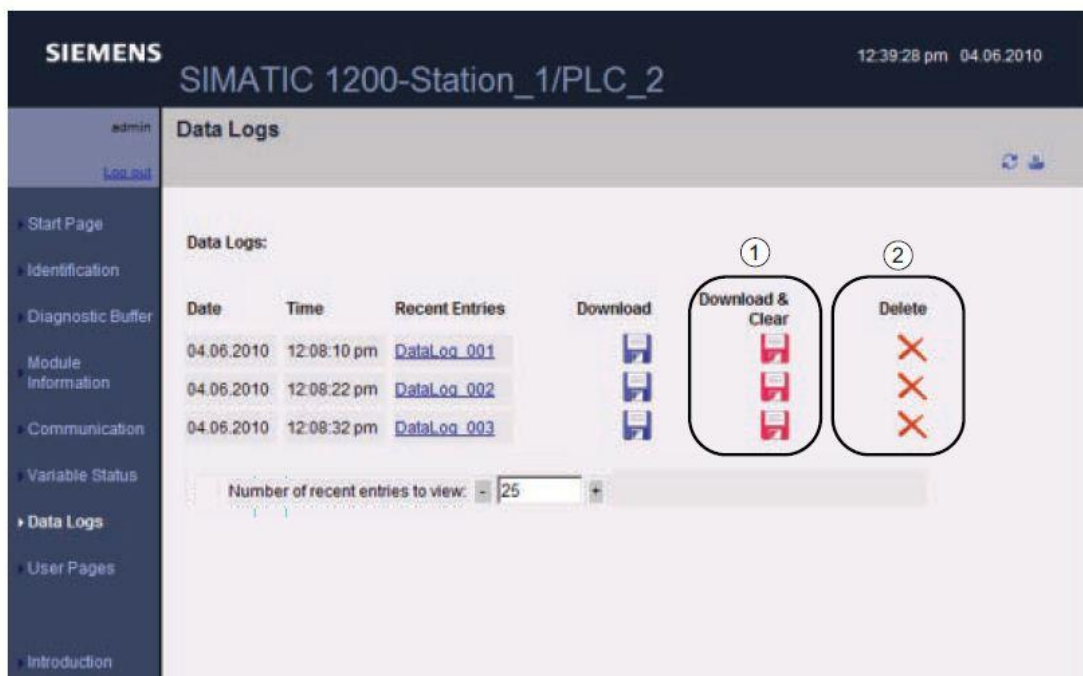 SIEMENS
SIMATIC 1200-Station_1/PLC_2
12:39:28 pm 04.06.2010
admin
Log out
Data Logs
Start Page
Identification
Diagnostic Buffer
Module
Information
Communication
Variable Status
Data Logs
User Pages
Introduction
Data Logs:
1
2
Date Time Recent Entries Download Download & Clear Delete
04.06.2010 12:08:10 pm DataLog_001
04.06.2010 12:08:22 pm DataLog_002
04.06.2010 12:08:32 pm DataLog_003
Number of recent entries to view: - 25 +